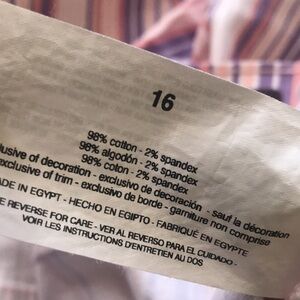 16
98% cotton - 2% spandex
98% algodón - 2% spandex
98% coton - 2% spandex
lusive of decoration - exclusivo de decoración - sauf la décoration
exclusive of trim - exclusivo de borde - garniture non comprise
ADE IN EGYPT - HECHO EN EGIPTO - FABRIQUÉ EN EGYPTE
E REVERSE FOR CARE - VER AL REVERSO PARA EL CUIDADO -
VOIR LES INSTRUCTIONS D'ENTRETIEN AU DOS